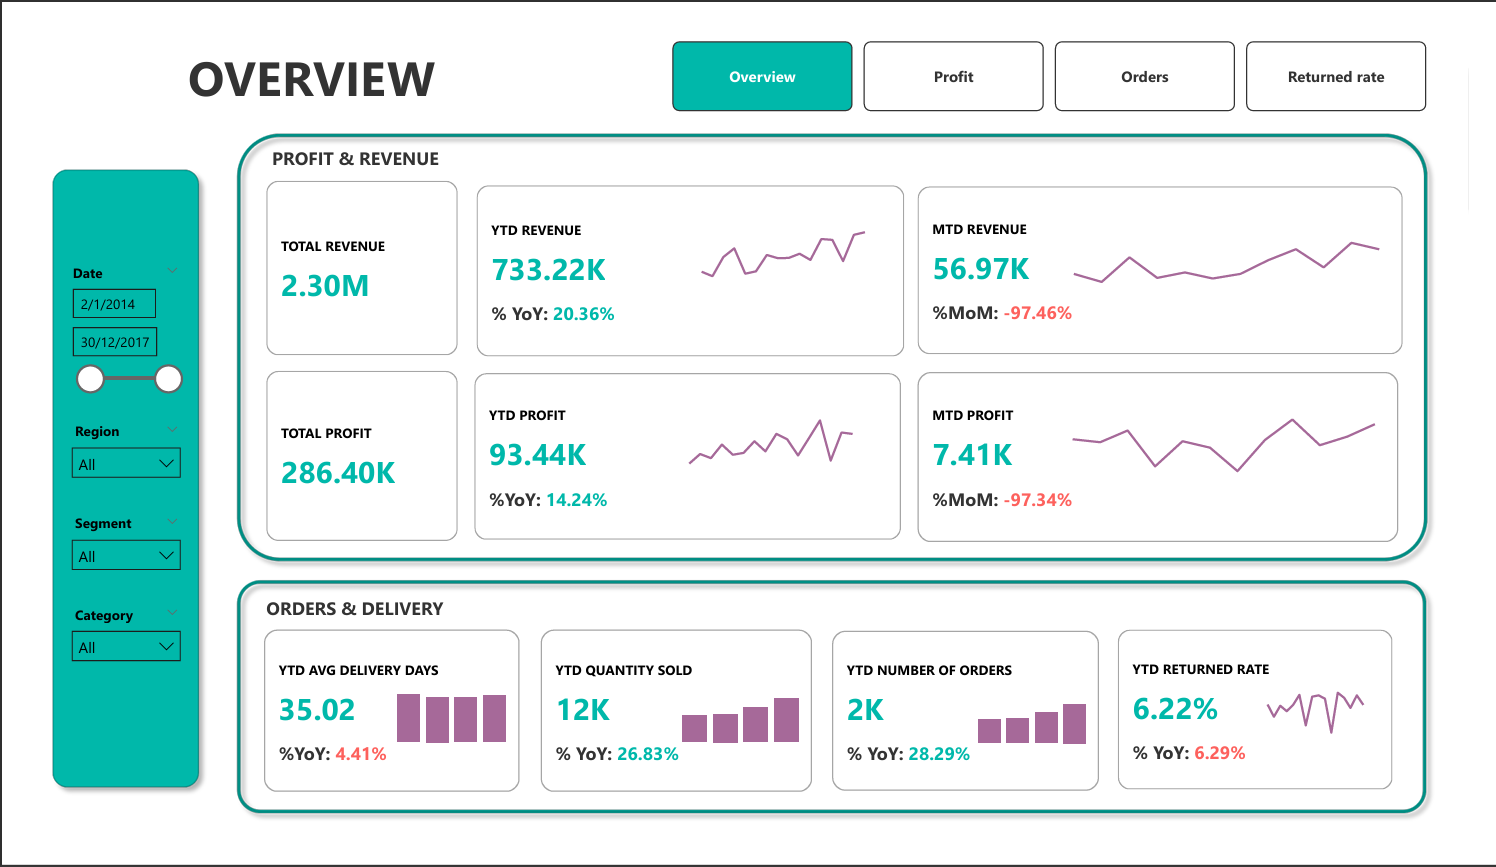 OVERVIEW
Overview
Profit
Orders
Returned rate
Date
2/1/2014
30/12/2017
Region
All
Segment
All
Category
All
PROFIT & REVENUE
TOTAL REVENUE
2.30M
YTD REVENUE
733.22K
% YoY: 20.36%
MTD REVENUE
56.97K
%MoM: -97.46%
TOTAL PROFIT
286.40K
YTD PROFIT
93.44K
%YoY: 14.24%
MTD PROFIT
7.41K
%MoM: -97.34%
ORDERS & DELIVERY
YTD AVG DELIVERY DAYS
35.02
%YoY: 4.41%
YTD QUANTITY SOLD
12K
% YoY: 26.83%
YTD NUMBER OF ORDERS
2K
% YoY: 28.29%
YTD RETURNED RATE
6.22%
% YoY: 6.29%